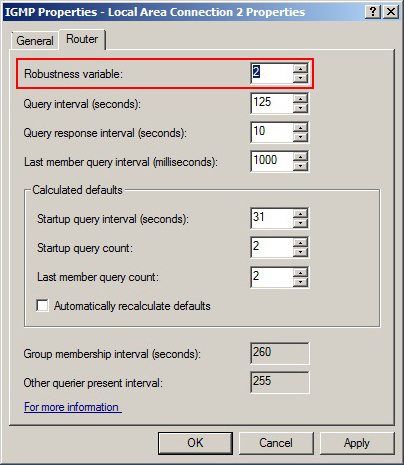 IGMP Properties - Local Area Connection 2 Properties
General Router
Robustness variable: 2
Query interval (seconds): 125
Query response interval (seconds): 10
Last member query interval (milliseconds): 1000
Calculated defaults
Startup query interval (seconds): 31
Startup query count: 2
Last member query count: 2
Automatically recalculate defaults
Group membership interval (seconds): 260
Other querier present interval: 255
For more information
OK Cancel Apply